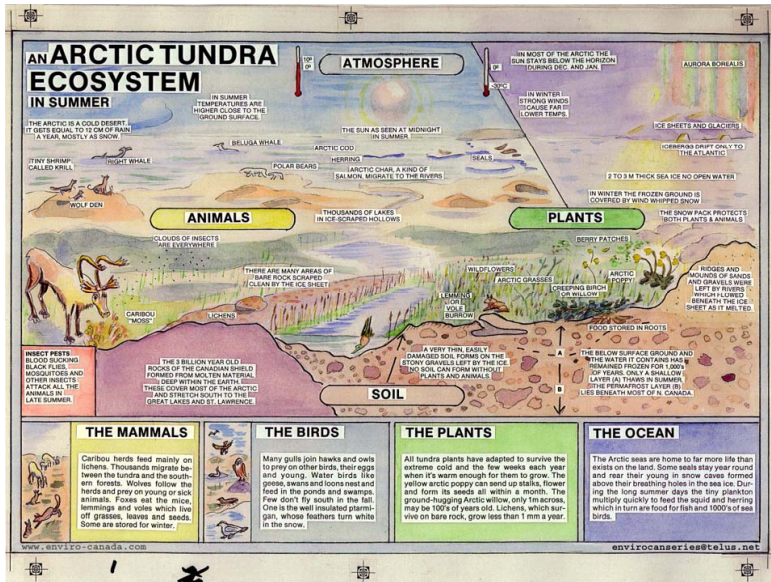 AN ARCTIC TUNDRA
ECOSYSTEM
IN SUMMER
THE ARCTIC IS A COLD DESERT,
IT GETS EQUAL TO 12 CM OF RAIN
A YEAR, MOSTLY AS SNOW.
IN SUMMER
TEMPERATURES ARE
HIGHER CLOSE TO THE
GROUND SURFACE.
10º
0º
ATMOSPHERE
0º
-30ºC
IN MOST OF THE ARCTIC THE
SUN STAYS BELOW THE HORIZON
DURING DEC. AND JAN.
AURORA BOREALIS
IN WINTER
STRONG WINDS
CAUSE FAR
LOWER TEMPS.
THE SUN AS SEEN AT MIDNIGHT
IN SUMMER.
ICE SHEETS AND GLACIERS
ICEBERGS DRIFT ONLY TO
THE ATLANTIC
TINY SHRIMP
CALLED KRILL
RIGHT WHALE
BELUGA WHALE
ARCTIC COD
HERRING
SEALS
POLAR BEARS
ARCTIC CHAR, A KIND OF
SALMON, MIGRATE TO THE RIVERS
2 TO 3 M THICK SEA ICE NO OPEN WATER
WOLF DEN
IN WINTER THE FROZEN GROUND IS
COVERED BY WIND WHIPPED SNOW
ANIMALS
THOUSANDS OF LAKES
IN ICE-SCRAPED HOLLOWS
PLANTS
THE SNOW PACK PROTECTS
BOTH PLANTS & ANIMALS
CLOUDS OF INSECTS
ARE EVERYWHERE
BERRY PATCHES
THERE ARE MANY AREAS OF
BARE ROCK SCRAPED
CLEAN BY THE ICE SHEET
WILDFLOWERS
ARCTIC GRASSES
ARCTIC
POPPY
CREEPING BIRCH
OR WILLOW
RIDGES AND
MOUNDS OF SANDS
AND GRAVELS WERE
LEFT BY RIVERS
WHICH FLOWED
BENEATH THE ICE
SHEET AS IT MELTED.
CARIBOU
"MOSS"
LICHENS
LEMMING
OR
VOLE
BURROW
FOOD STORED IN ROOTS
INSECT PESTS
BLOOD SUCKING
BLACK FLIES,
MOSQUITOES AND
OTHER INSECTS
ATTACK ALL THE
ANIMALS IN
LATE SUMMER.
THE 3 BILLION YEAR OLD
ROCKS OF THE CANADIAN SHIELD
FORMED FROM MOLTEN MATERIAL
DEEP WITHIN THE EARTH.
THESE COVER MOST OF THE ARCTIC
AND STRETCH SOUTH TO THE
GREAT LAKES AND ST. LAWRENCE.
A VERY THIN, EASILY
DAMAGED SOIL FORMS ON THE
STONY GRAVELS LEFT BY THE ICE.
NO SOIL CAN FORM WITHOUT
PLANTS AND ANIMALS
A
B
THE BELOW SURFACE GROUND AND
THE WATER IT CONTAINS HAS
REMAINED FROZEN FOR 1,000's
OF YEARS. ONLY A SHALLOW
LAYER (A) THAWS IN SUMMER.
THE PERMAFROST LAYER (B)
LIES BENEATH MOST OF N. CANADA.
SOIL
THE MAMMALS
Caribou herds feed mainly on
lichens. Thousands migrate be-
tween the tundra and the south-
ern forests. Wolves follow the
herds and prey on young or sick
animals. Foxes eat the mice,
lemmings and voles which live
off grasses, leaves and seeds.
Some are stored for winter.
THE BIRDS
Many gulls join hawks and owls
to prey on other birds, their eggs
and young. Water birds like
geese, swans and loons nest and
feed in the ponds and swamps.
Few don't fly south in the fall.
One is the well insulated ptarmi-
gan, whose feathers turn white
in the snow.
THE PLANTS
All tundra plants have adapted to survive the
extreme cold and the few weeks each year
when it's warm enough for them to grow. The
yellow arctic poppy can send up stalks, flower
and form its seeds all within a month. The
ground-hugging Arctic willow, only 1m across,
may be 100's of years old. Lichens, which sur-
vive on bare rock, grow less than 1 mm a year.
THE OCEAN
The Arctic seas are home to far more life than
exists on the land. Some seals stay year round
and rear their young in snow caves formed
above their breathing holes in the sea ice. Dur-
ing the long summer days the tiny plankton
multiply quickly to feed the squid and herring
which in turn are food for fish and 1000's of sea
birds.
www.enviro-canada.com
envirocanseries@telus.net